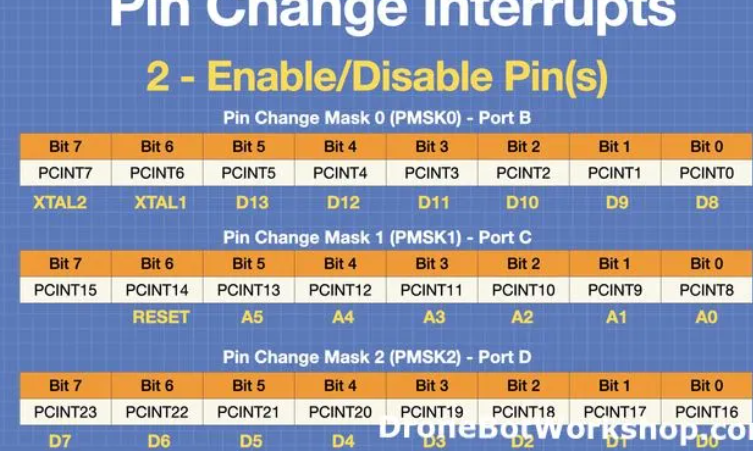 Pin Change Interrupts
2 - Enable/Disable Pin(s)
Pin Change Mask 0 (PMSK0) - Port B
Bit 7 Bit 6 Bit 5 Bit 4 Bit 3 Bit 2 Bit 1 Bit 0
PCINT7 PCINT6 PCINT5 PCINT4 PCINT3 PCINT2 PCINT1 PCINT0
XTAL2 XTAL1 D13 D12 D11 D10 D9 D8
Pin Change Mask 1 (PMSK1) - Port C
Bit 7 Bit 6 Bit 5 Bit 4 Bit 3 Bit 2 Bit 1 Bit 0
PCINT15 PCINT14 PCINT13 PCINT12 PCINT11 PCINT10 PCINT9 PCINT8
RESET A5 A4 A3 A2 A1 A0
Pin Change Mask 2 (PMSK2) - Port D
Bit 7 Bit 6 Bit 5 Bit 4 Bit 3 Bit 2 Bit 1 Bit 0
PCINT23 PCINT22 PCINT21 PCINT20 PCINT19 PCINT18 PCINT17 PCINT16
D7 D6 D5 D4 D3 D2 D1 D0
DroneBotWorkshop.com